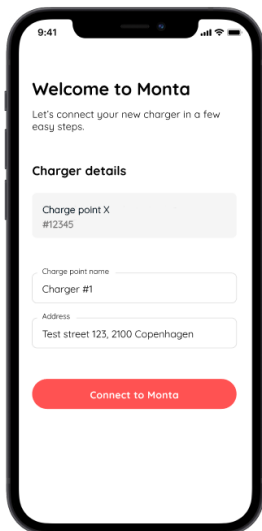 9:41
Welcome to Monta
Let's connect your new charger in a few
easy steps.
Charger details
Charge point X
#12345
Charge point name
Charger #1
Address
Test street 123, 2100 Copenhagen
Connect to Monta